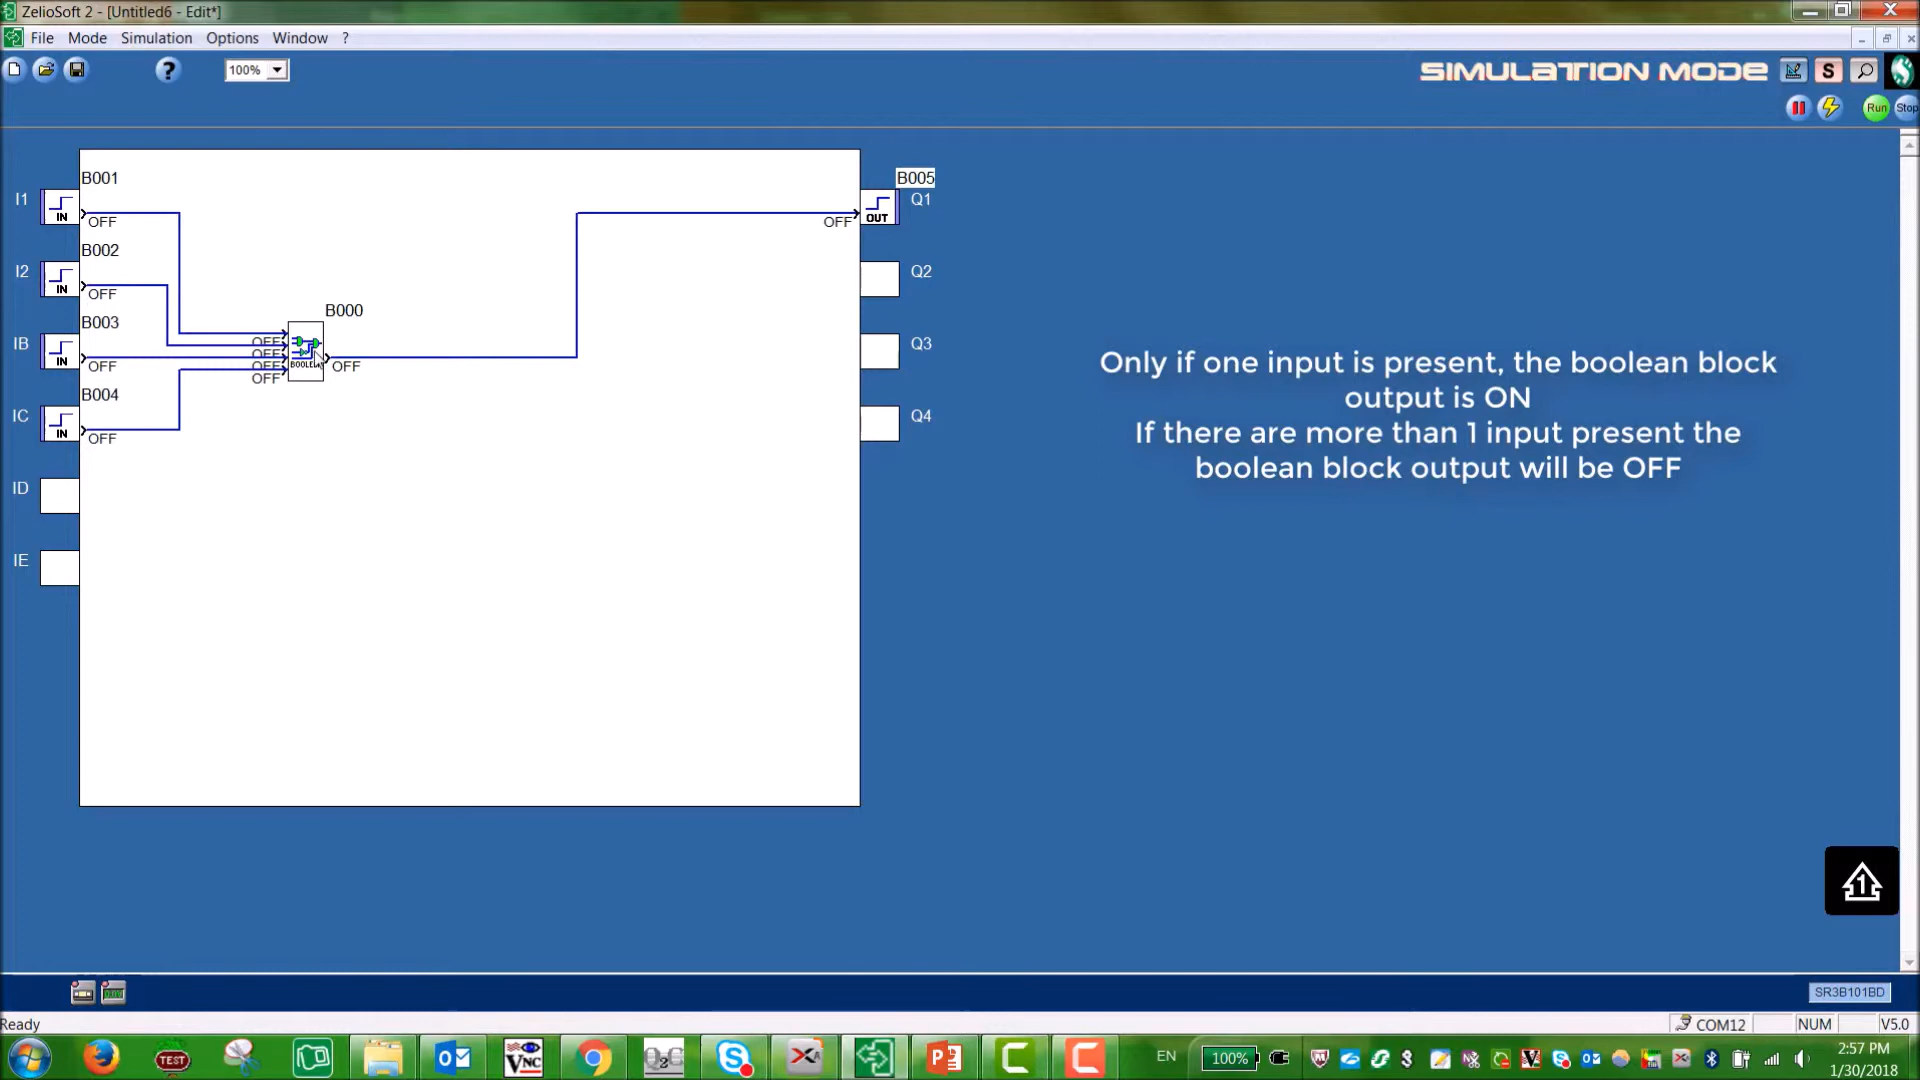 ZelioSoft 2 - [Untitled6 - Edit*]
File Mode Simulation Options Window ?
100%
SIMULATION MODE
S
Run Stop
B001
B005
I1
IN
OFF
OFF
OUT
Q1
B002
I2
IN
OFF
Q2
B003
B000
IB
IN
OFF
OFF
OFF
OFF
OFF
BOOLEAN
OFF
Q3
B004
IC
IN
OFF
Q4
ID
IE
Only if one input is present, the boolean block
output is ON
If there are more than 1 input present the
boolean block output will be OFF
1
SR3B101BD
Ready
COM12 NUM V5.0
TEST
VNC
EN
100%
2:57 PM
1/30/2018